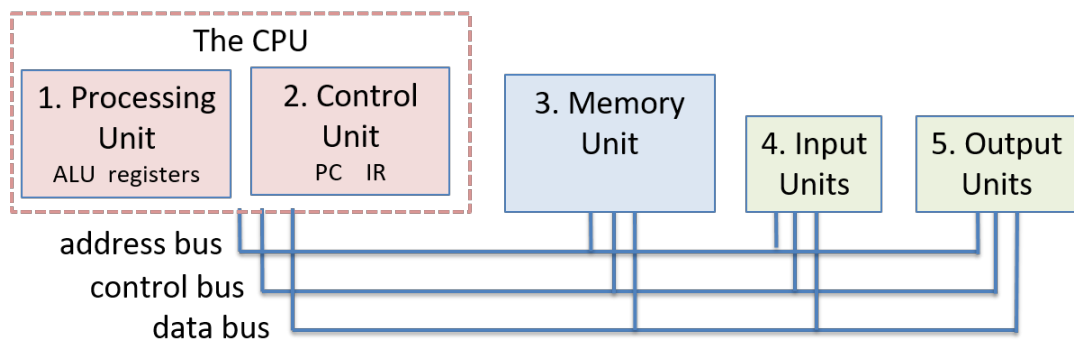 The CPU
1. Processing
Unit
ALU registers
2. Control
Unit
PC IR
3. Memory
Unit
4. Input
Units
5. Output
Units
address bus
control bus
data bus